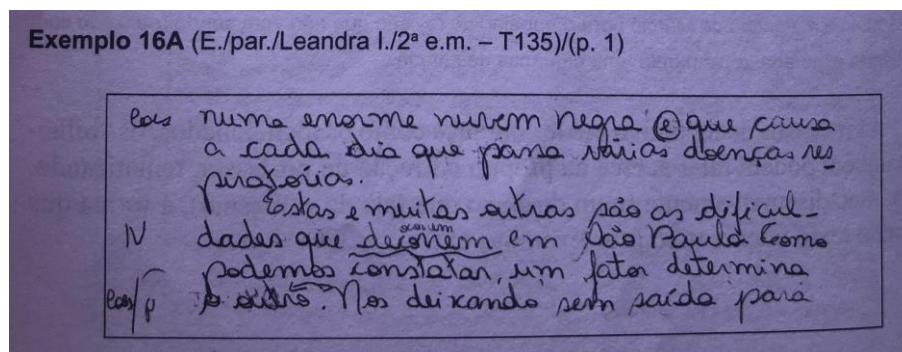 Exemplo 16A (E./par./Leandra I./2ª e.m. – T135)/(p. 1)
numa enorme nuvem negra e que causa
a cada dia que passa várias doenças res
piratórias.
Estas e muitas outras são as dificul-
ocorrem
IV dades que decorrem em São Paulo. Como
podemos constatar, um fator determina
o outro. Nos deixando sem saída para